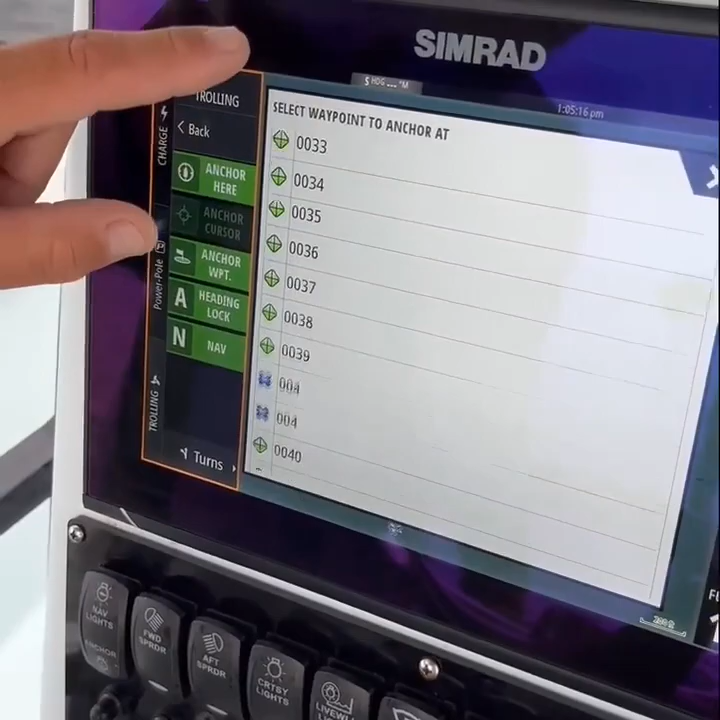 SIMRAD
S HDG ___ °M
1:05:16 pm
TROLLING
Back
ANCHOR
HERE
ANCHOR
CURSOR
ANCHOR
WPT.
A HEADING
LOCK
N NAV
Turns
CHARGE
Power-Pole
TROLLING
SELECT WAYPOINT TO ANCHOR AT
0033
0034
0035
0036
0037
0038
0039
004
004
0040
NAV
LIGHTS
ANCHOR
FWD
SPRDR
AFT
SPRDR
CRTSY
LIGHTS